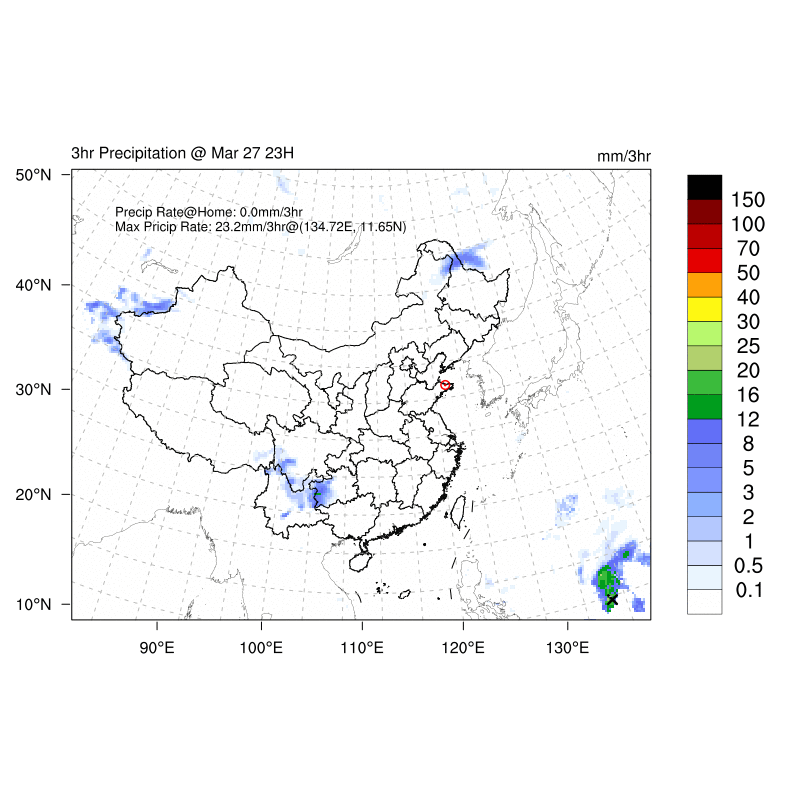 3hr Precipitation @ Mar 27 23H
mm/3hr
Precip Rate@Home: 0.0mm/3hr
Max Pricip Rate: 23.2mm/3hr@(134.72E, 11.65N)
50°N
40°N
30°N
20°N
10°N
90°E
100°E
110°E
120°E
130°E
150
100
70
50
40
30
25
20
16
12
8
5
3
2
1
0.5
0.1